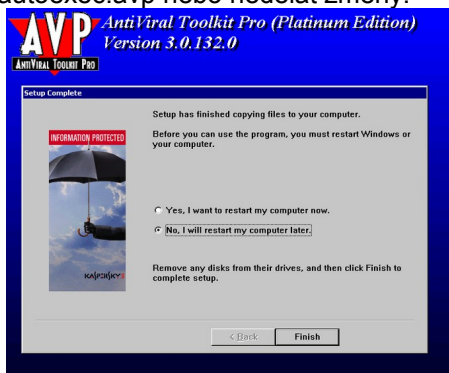 autoexec.avp nebo nedělat změny.
AVP AntiViral Toolkit Pro (Platinum Edition)
Version 3.0.132.0
ANTIVIRAL TOOLKIT PRO
Setup Complete
Setup has finished copying files to your computer.
INFORMATION PROTECTED
Before you can use the program, you must restart Windows or
your computer.
Yes, I want to restart my computer now.
No, I will restart my computer later.
Remove any disks from their drives, and then click Finish to
complete setup.
KASPERSKY
< Back Finish